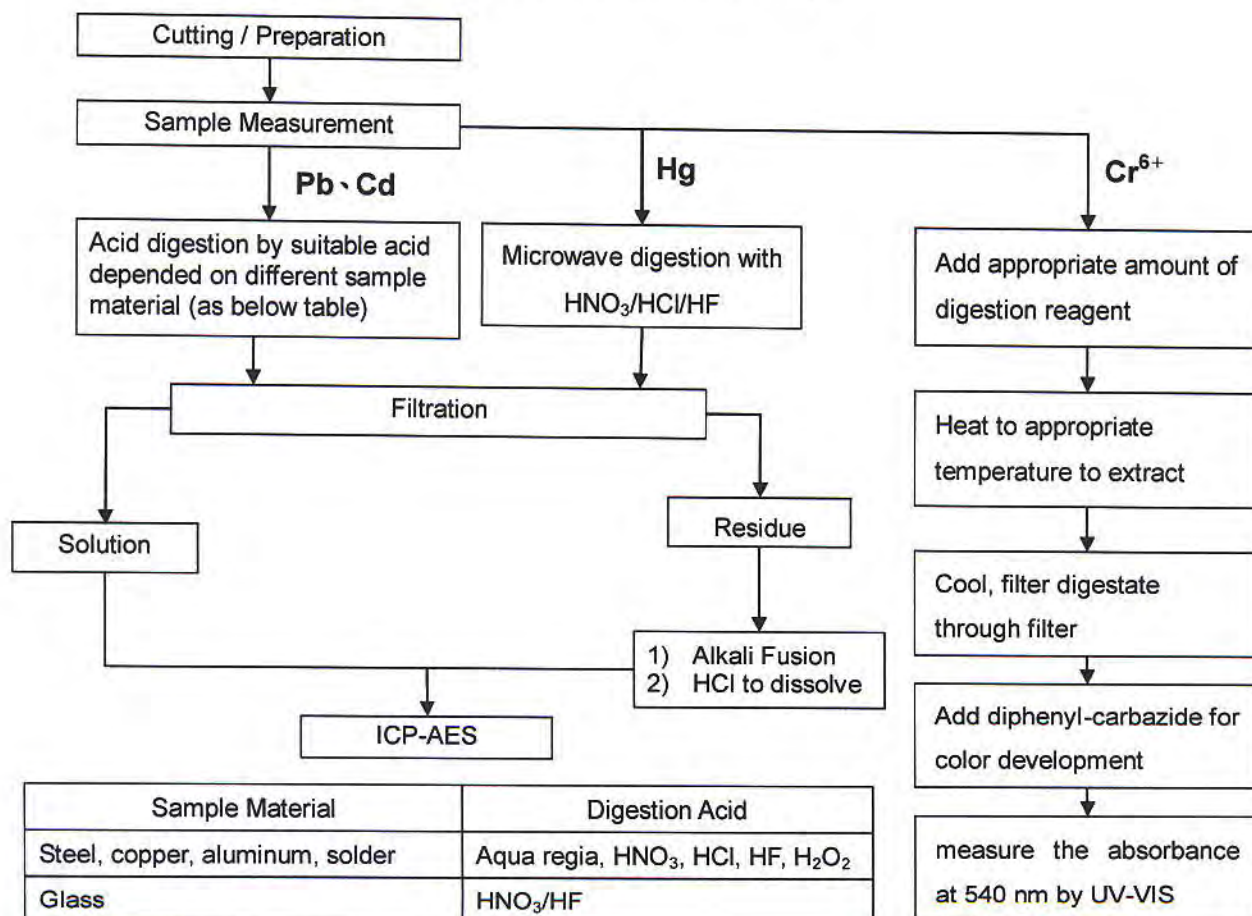 Cutting / Preparation
Sample Measurement
Pb、Cd
Hg
Cr⁶⁺
Acid digestion by suitable acid
depended on different sample
material (as below table)
Microwave digestion with
HNO₃/HCl/HF
Add appropriate amount of
digestion reagent
Filtration
Heat to appropriate
temperature to extract
Solution
Residue
Cool, filter digestate
through filter
1) Alkali Fusion
2) HCl to dissolve
ICP-AES
Add diphenyl-carbazide for
color development
measure the absorbance
at 540 nm by UV-VIS
Sample Material Digestion Acid
Steel, copper, aluminum, solder Aqua regia, HNO₃, HCl, HF, H₂O₂
Glass HNO₃/HF